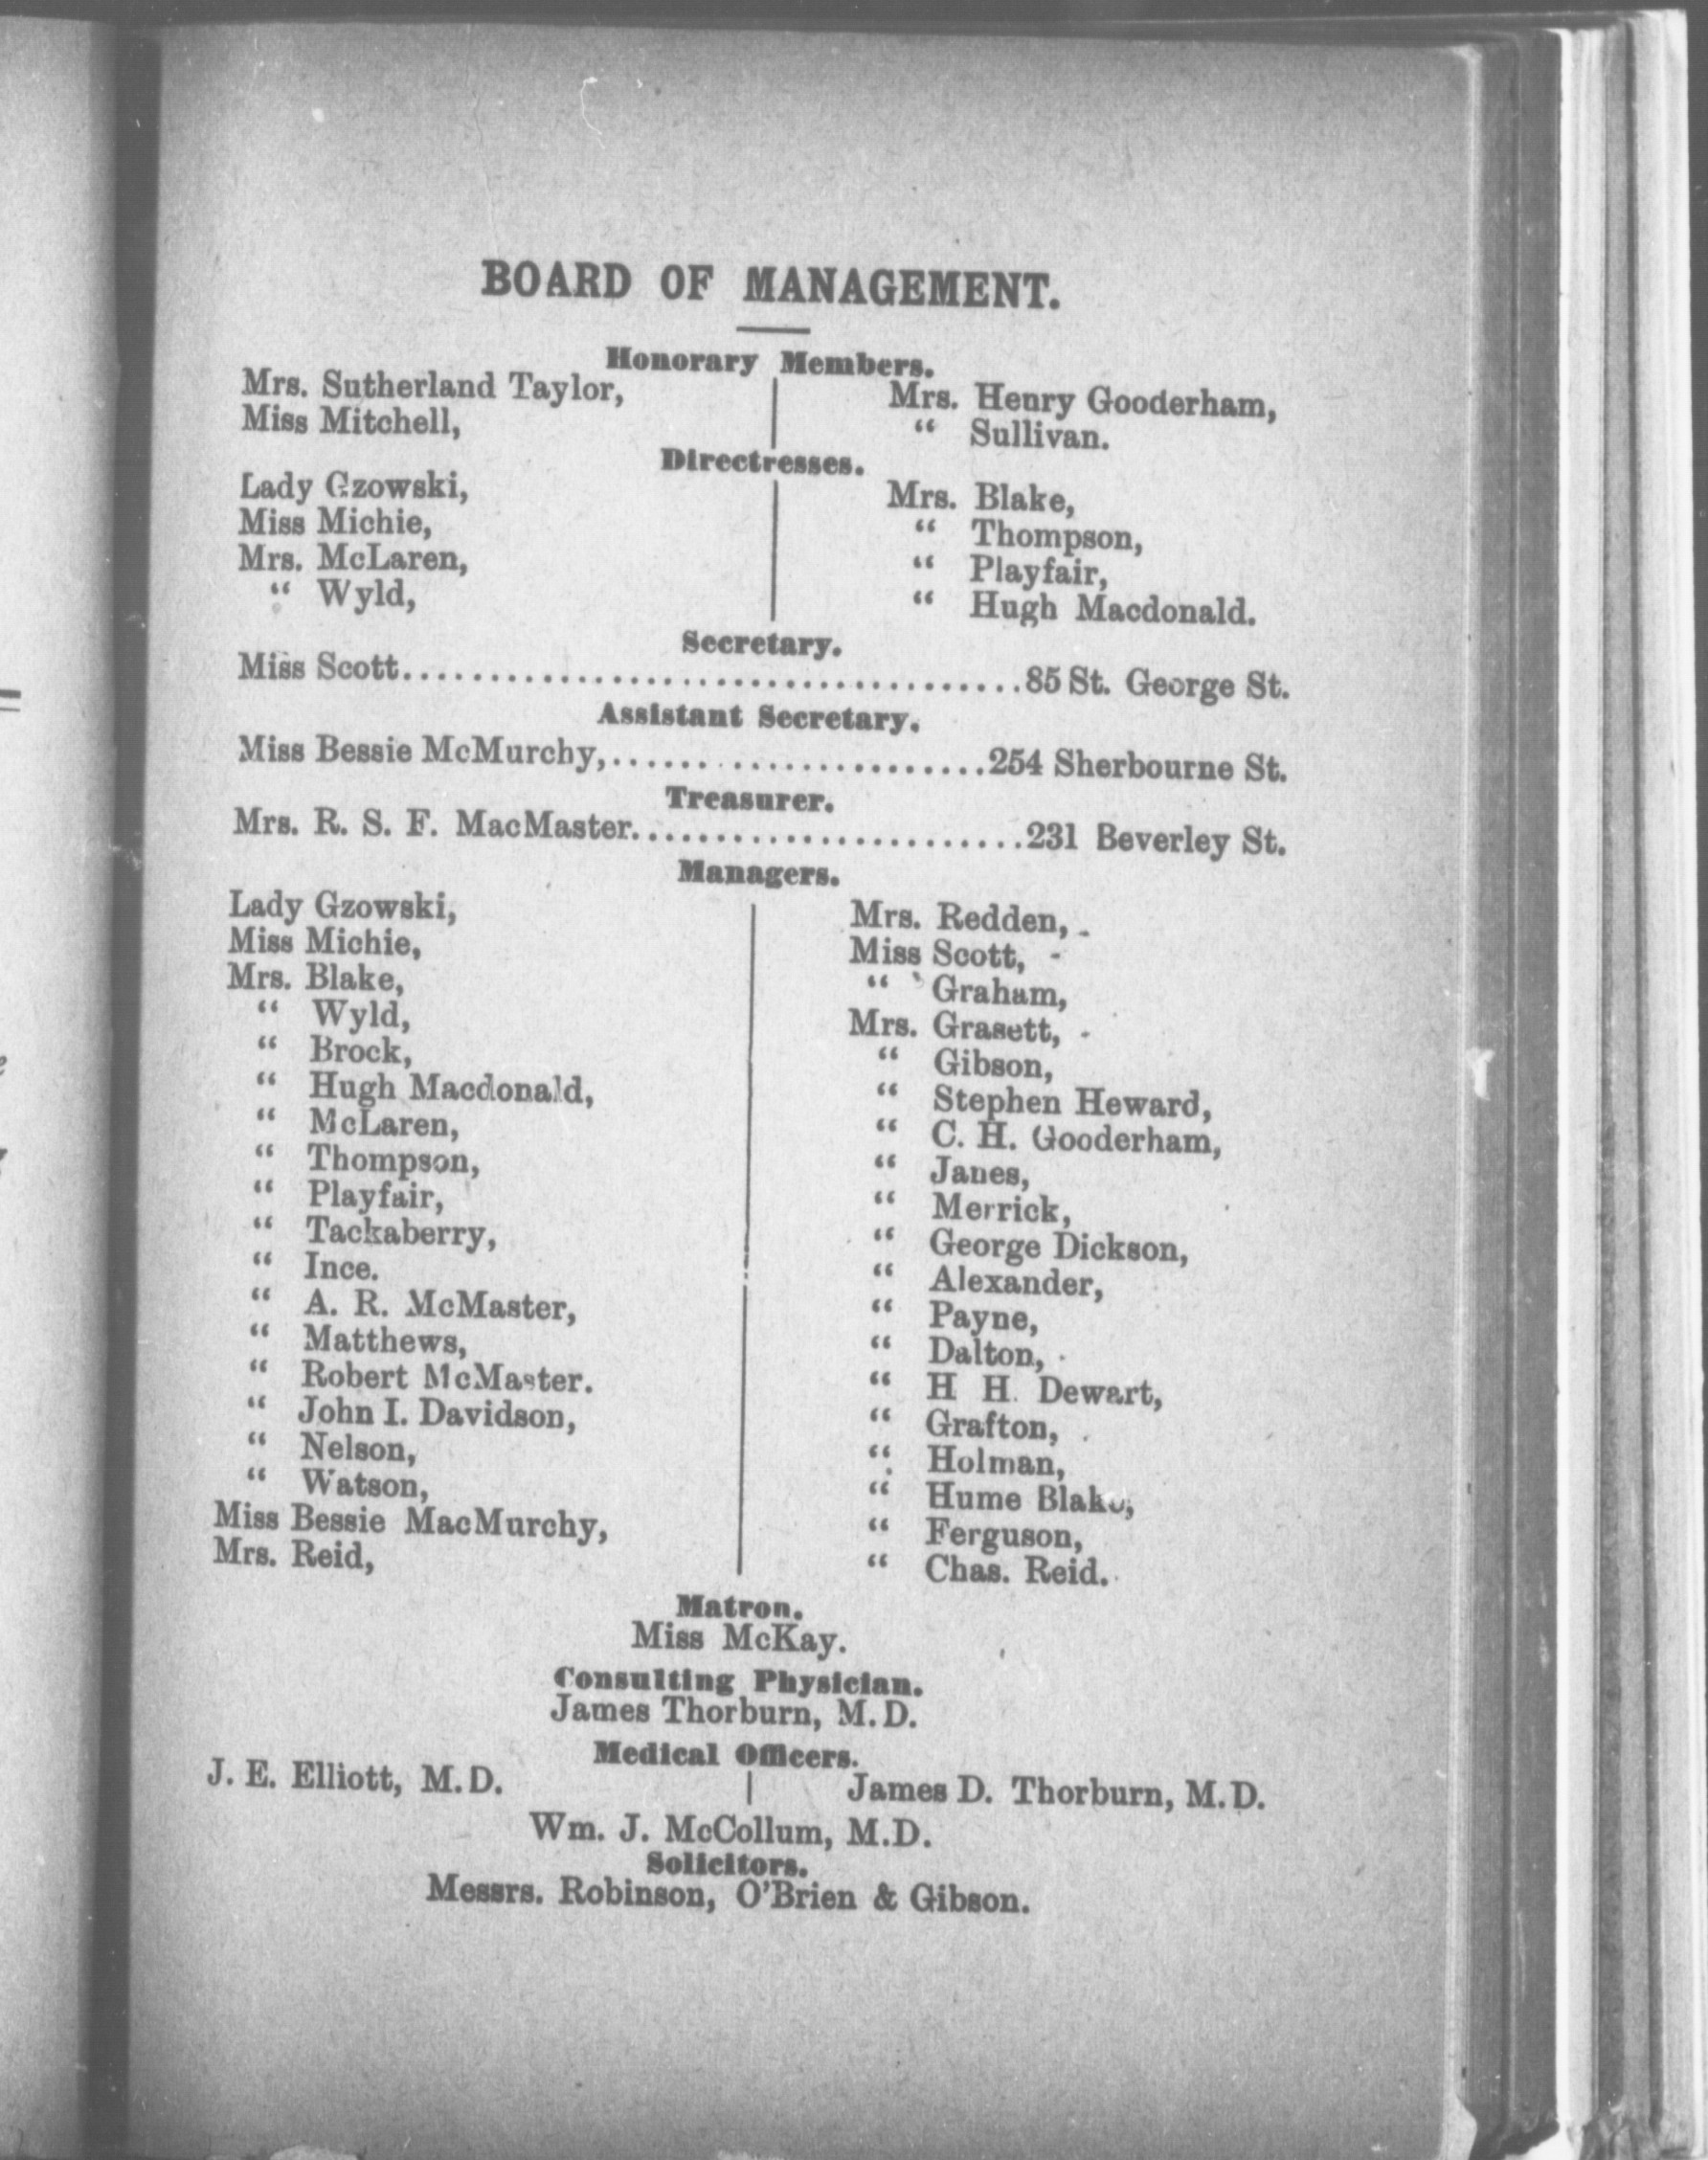 BOARD OF MANAGEMENT.
Honorary Members.
Mrs. Sutherland Taylor,
Miss Mitchell,
Mrs. Henry Gooderham,
“ Sullivan.
Directresses.
Lady Gzowski,
Miss Michie,
Mrs. McLaren,
“ Wyld,
Mrs. Blake,
“ Thompson,
“ Playfair,
“ Hugh Macdonald.
Secretary.
Miss Scott....................................85 St. George St.
Assistant Secretary.
Miss Bessie McMurchy,........................254 Sherbourne St.
Treasurer.
Mrs. R. S. F. MacMaster.......................231 Beverley St.
Managers.
Lady Gzowski,
Miss Michie,
Mrs. Blake,
“ Wyld,
“ Brock,
“ Hugh Macdonald,
“ McLaren,
“ Thompson,
“ Playfair,
“ Tackaberry,
“ Ince.
“ A. R. McMaster,
“ Matthews,
“ Robert McMaster.
“ John I. Davidson,
“ Nelson,
“ Watson,
Miss Bessie MacMurchy,
Mrs. Reid,
Mrs. Redden,
Miss Scott,
“ Graham,
Mrs. Grasett,
“ Gibson,
“ Stephen Heward,
“ C. H. Gooderham,
“ Janes,
“ Merrick,
“ George Dickson,
“ Alexander,
“ Payne,
“ Dalton,
“ H H. Dewart,
“ Grafton,
“ Holman,
“ Hume Blake,
“ Ferguson,
“ Chas. Reid.
Matron.
Miss McKay.
Consulting Physician.
James Thorburn, M.D.
Medical Officers.
J. E. Elliott, M.D.
James D. Thorburn, M.D.
Wm. J. McCollum, M.D.
Solicitors.
Messrs. Robinson, O'Brien & Gibson.